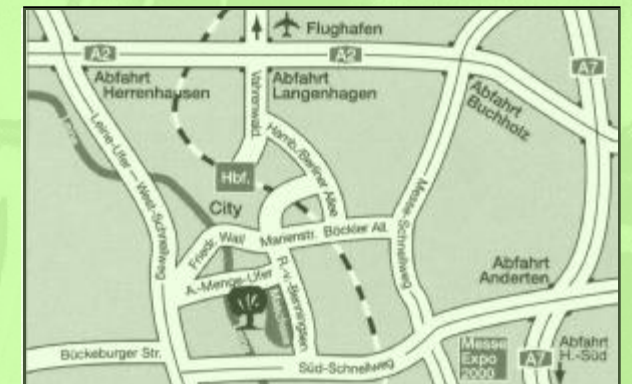 Flughafen
A2
A2
A7
Abfahrt
Herrenhausen
Abfahrt
Langenhagen
Abfahrt
Buchholz
Vahrenwald.
Leine-Ufer – West-Schnellweg
Hamb./Berliner Allee
Messe-Schnellweg
Hbf.
City
Friedr. Wall
Marienstr.
Böckler All.
A.-Menge-Ufer
R.-v.-Benningsen
Abfahrt
Anderten
Bückeburger Str.
Süd-Schnellweg
Messe
Expo
2000
A7
Abfahrt
H.-Süd